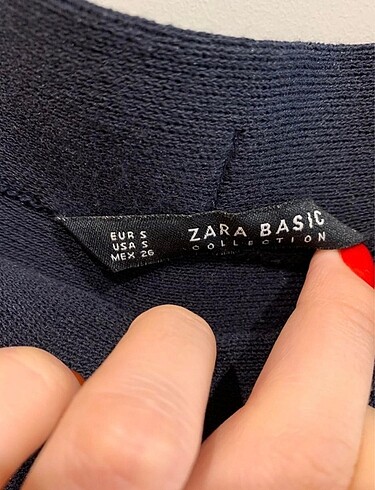 EUR S
USA S
MEX 26
ZARA BASIC
COLLECTION